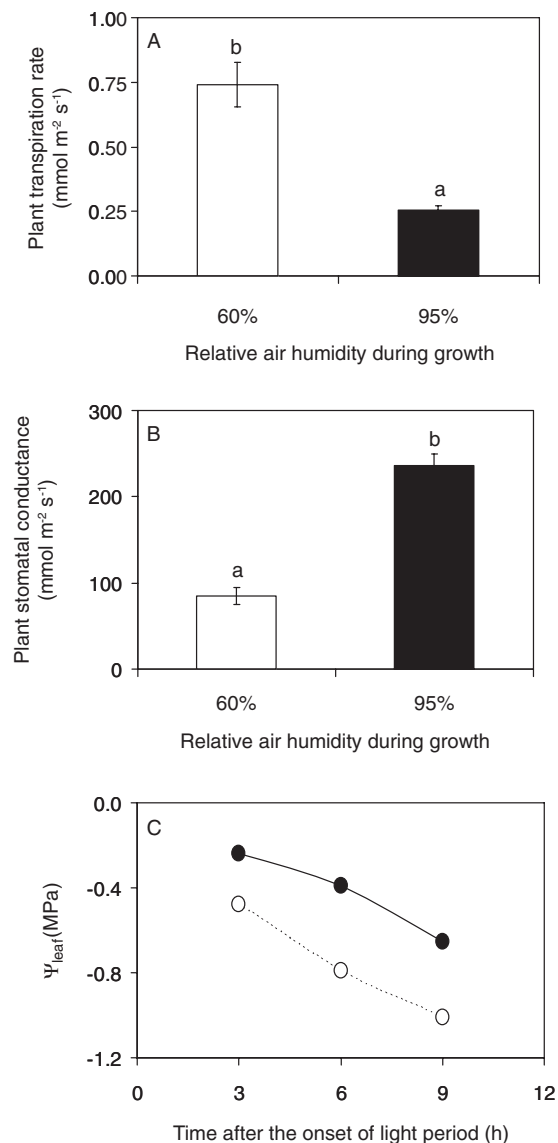 A
Plant transpiration rate
(mmol m⁻² s⁻¹)
1.00
0.75
0.50
0.25
0.00
b
a
60% 95%
Relative air humidity during growth
B
Plant stomatal conductance
(mmol m⁻² s⁻¹)
300
200
100
0
a
b
60% 95%
Relative air humidity during growth
C
Ψleaf(MPa)
0.0
-0.4
-0.8
-1.2
0 3 6 9 12
Time after the onset of light period (h)